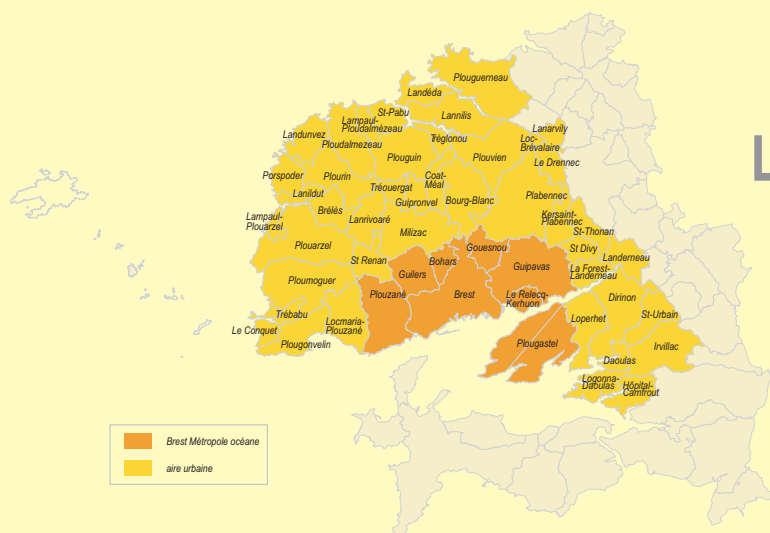 Plouguerneau
Landéda
St-Pabu
Lannilis
Lampaul-
Ploudalmézeau
Landunvez
Ploudalmezeau
Tréglonou
Lanarvily
Loc-
Brévalaire
Le Drennec
Plouguin
Plouvien
Porspoder
Plourin
Coat-
Méal
Tréouergat
Lanildut
Guipronvel
Bourg-Blanc
Plabennec
Brélès
Lanrivoaré
Kersaint-
Plabennec
Lampaul-
Plouarzel
Milizac
St-Thonan
Plouarzel
Gouesnou
St Divy
Landerneau
St Renan
Bohars
Guipavas
La Forest-
Landerneau
Ploumoguer
Guilers
Plouzané
Brest
Le Relecq-
Kerhuon
Dirinon
Trébabu
Loperhet
St-Urbain
Le Conquet
Locmaria-
Plouzané
Plougonvelin
Plougastel
Irvillac
Daoulas
Logonna-
Daoulas
Hôpital-
Camfrout
L
Brest Métropole océane
aire urbaine